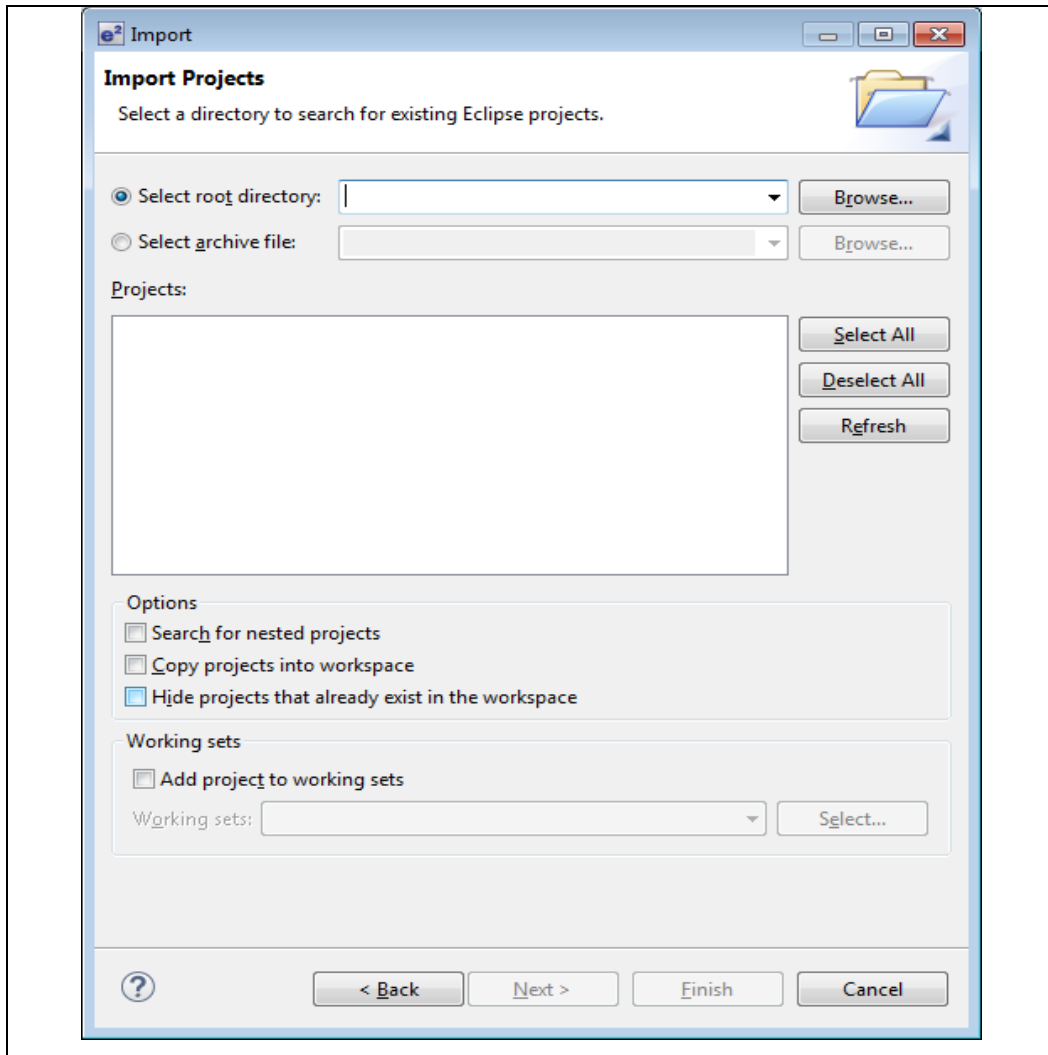 e² Import
Import Projects
Select a directory to search for existing Eclipse projects.
Select root directory: Browse...
Select archive file: Browse...
Projects:
Select All
Deselect All
Refresh
Options
Search for nested projects
Copy projects into workspace
Hide projects that already exist in the workspace
Working sets
Add project to working sets
Working sets: Select...
? < Back Next > Finish Cancel